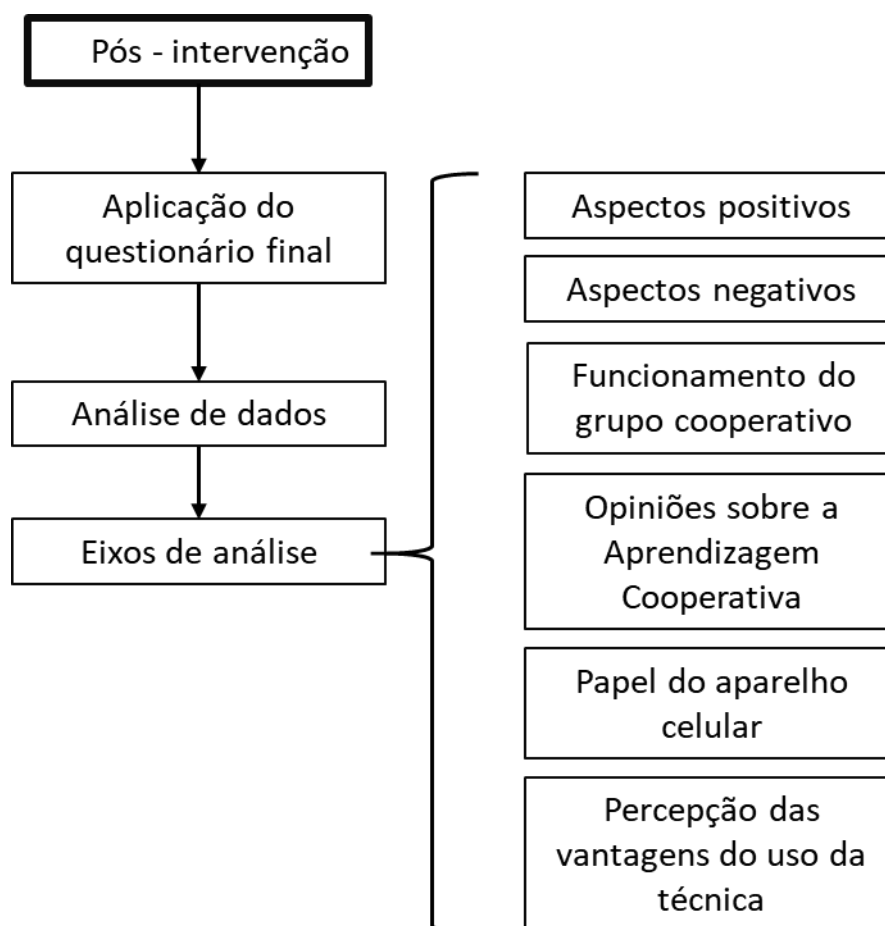 Pós - intervenção
Aplicação do
questionário final
Análise de dados
Eixos de análise
Aspectos positivos
Aspectos negativos
Funcionamento do
grupo cooperativo
Opiniões sobre a
Aprendizagem
Cooperativa
Papel do aparelho
celular
Percepção das
vantagens do uso da
técnica